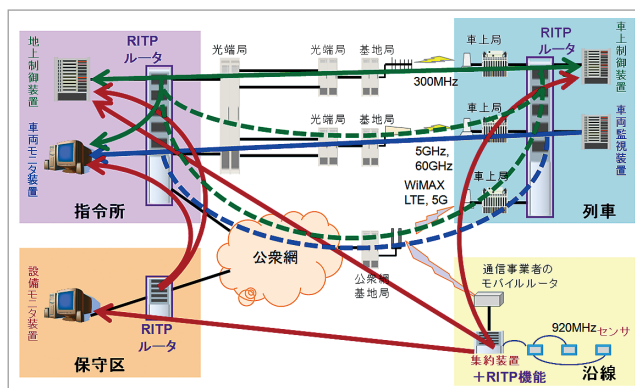 RITP
ルータ
地上制御装置
車両モニタ装置
指令所
光端局
光端局
基地局
300MHz
光端局
基地局
5GHz,
60GHz
WiMAX
LTE, 5G
車上局
車上局
車上局
RITP
ルータ
車上制御装置
車両監視装置
列車
設備モニタ装置
RITP
ルータ
保守区
公衆網
公衆網
基地局
通信事業者の
モバイルルータ
920MHz
センサ
集約装置
+RITP機能
沿線